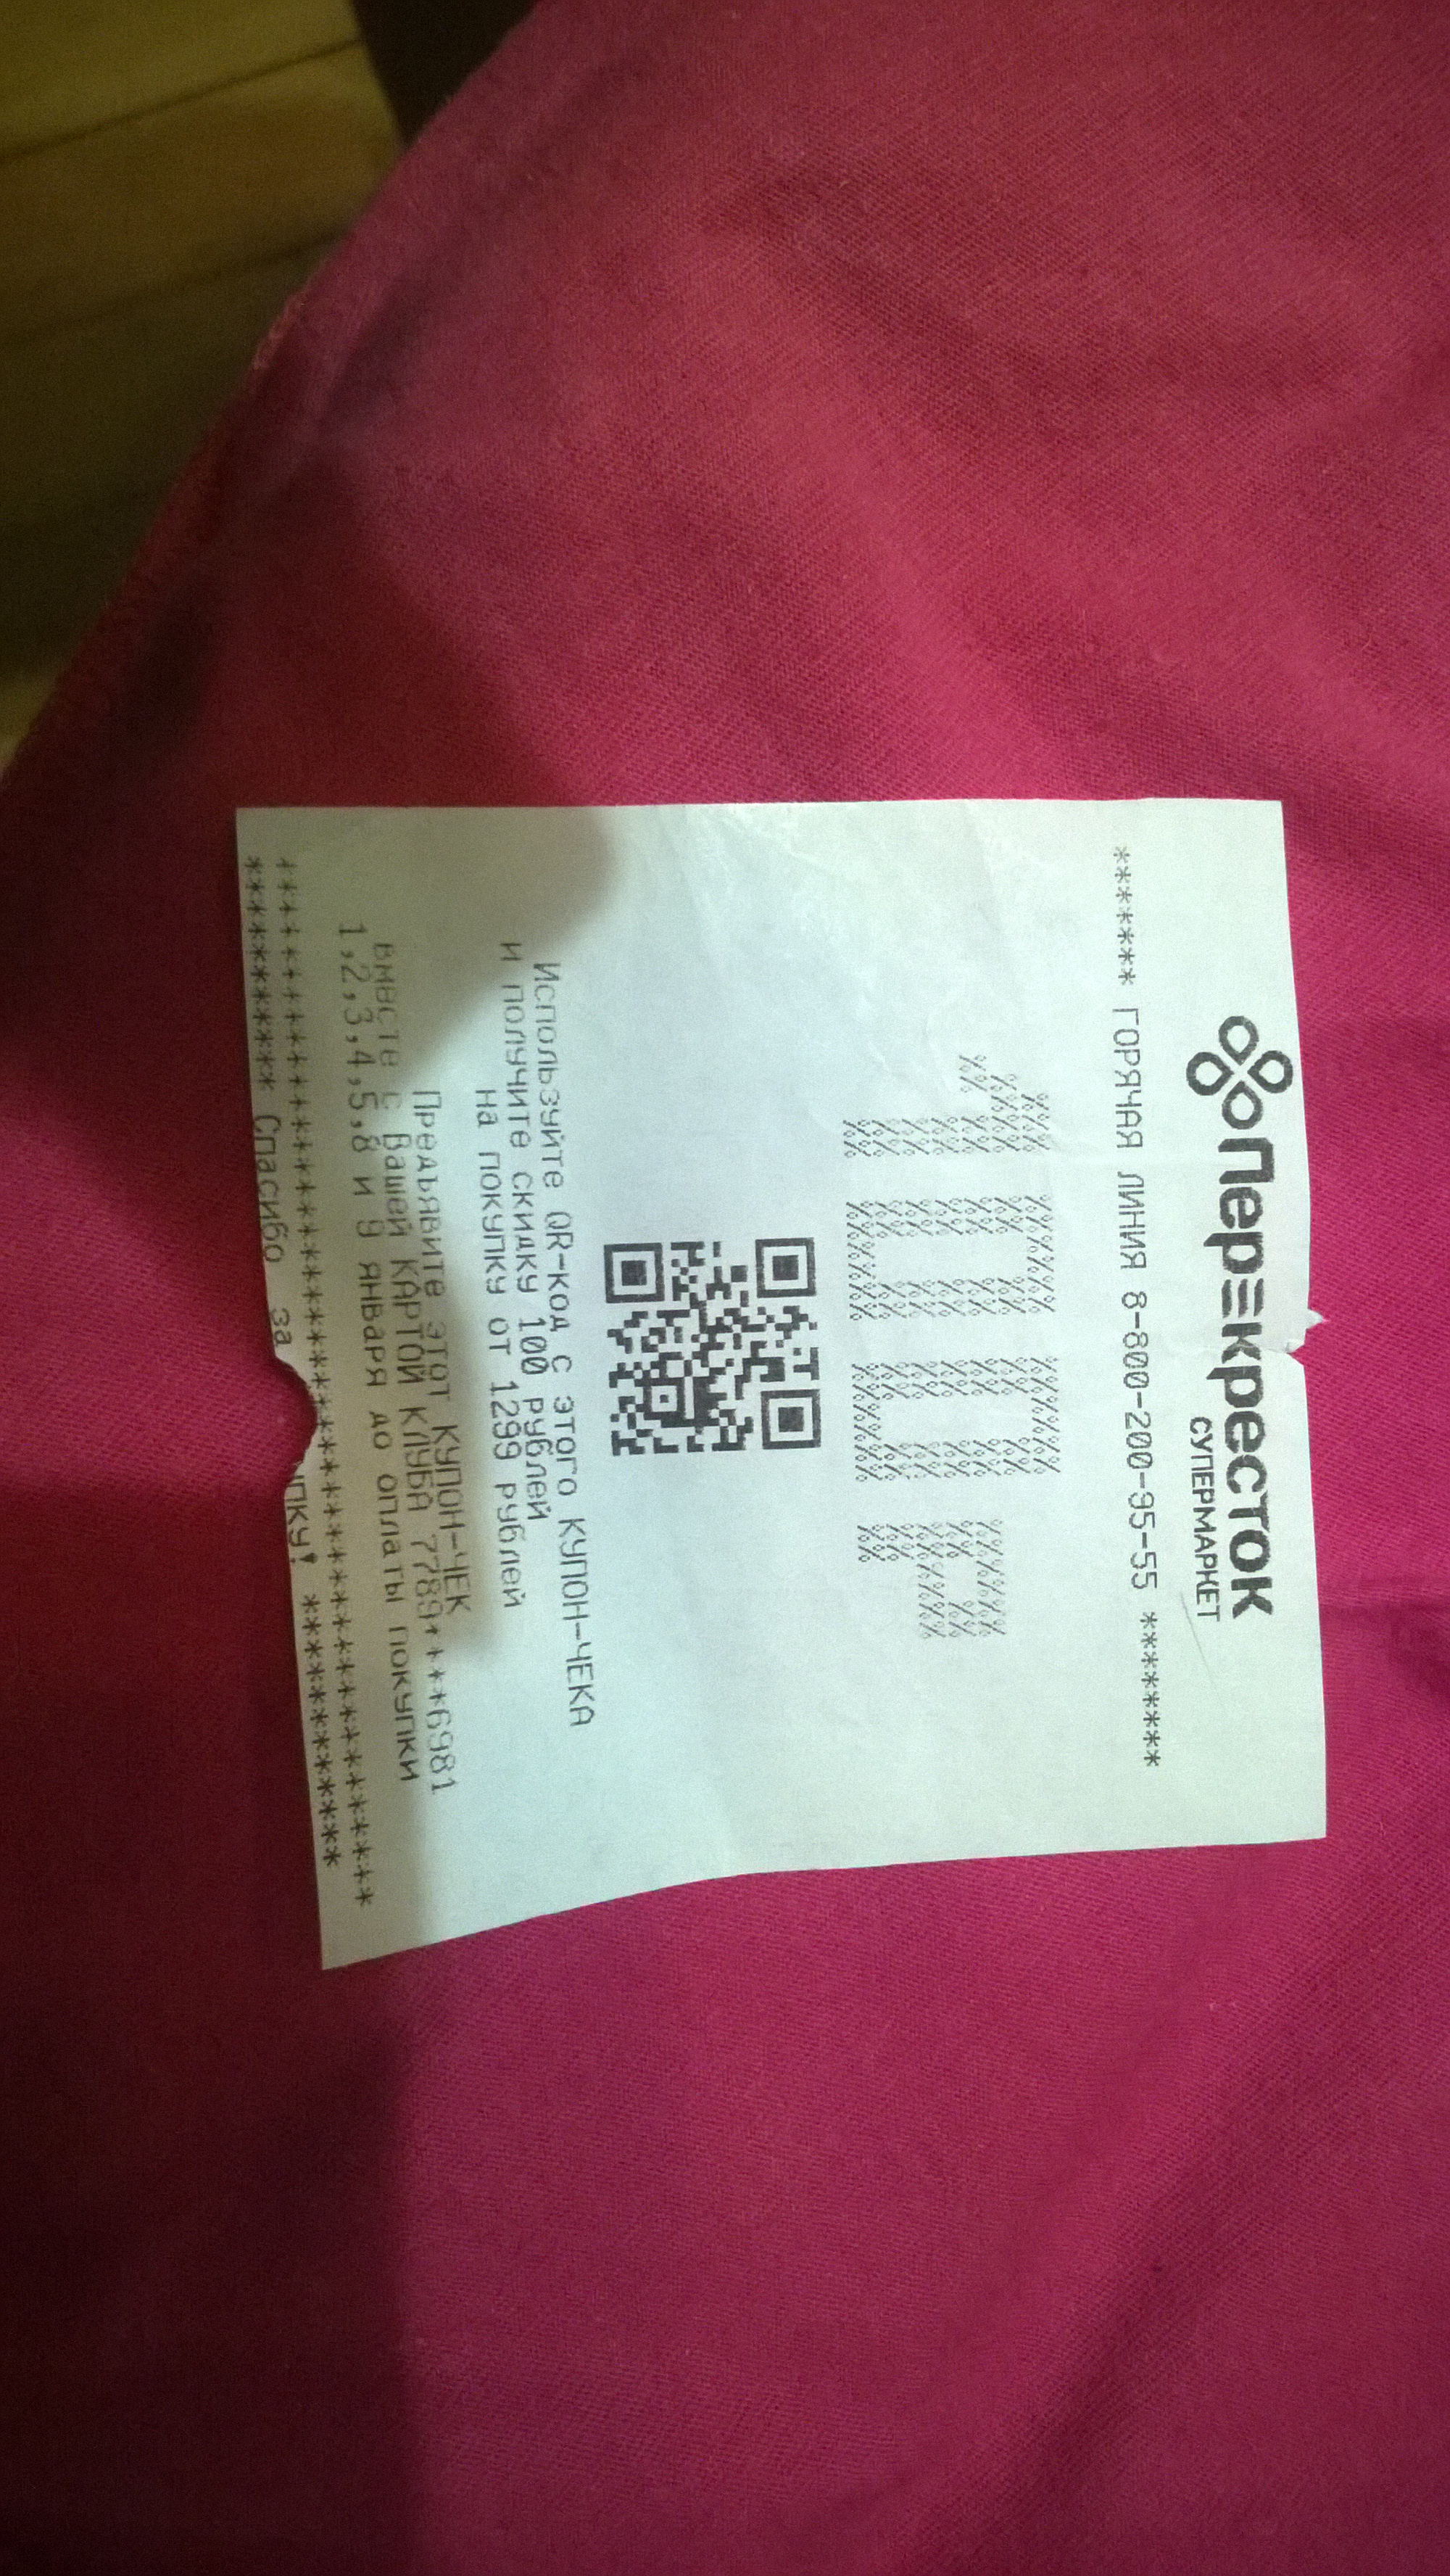 Перекресток
СУПЕРМАРКЕТ
******* ГОРЯЧАЯ ЛИНИЯ 8-800-200-95-55 ********
100Р
Используйте QR-код с этого КУПОН-ЧЕКА
и получите скидку 100 рублей
на покупку от 1299 рублей
Предъявите этот КУПОН-ЧЕК
вместе с Вашей КАРТОЙ КЛУБА 7789****6981
1,2,3,4,5,8 и 9 января до оплаты покупки
************************************************
************ Спасибо за пку! **************